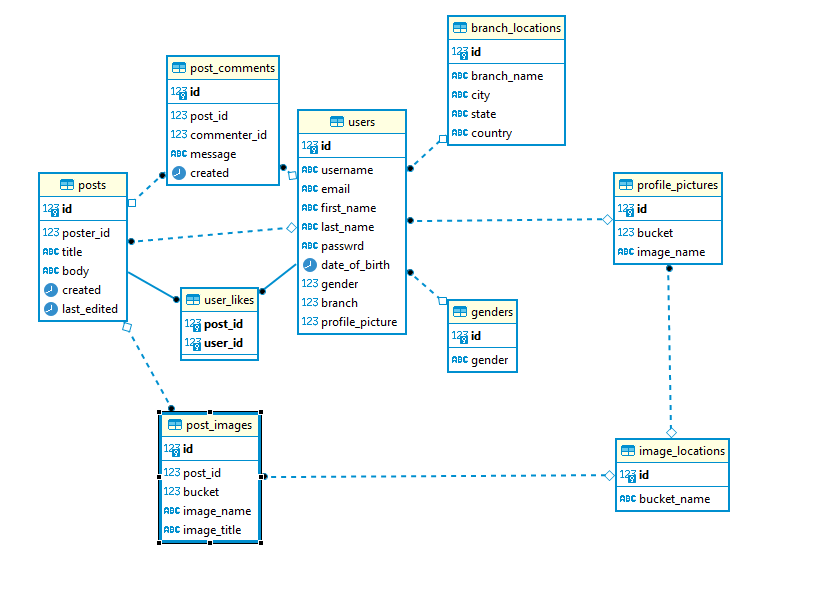 branch_locations
123 id
ABC branch_name
ABC city
ABC state
ABC country
post_comments
123 id
123 post_id
123 commenter_id
ABC message
created
users
123 id
ABC username
ABC email
ABC first_name
ABC last_name
ABC passwrd
date_of_birth
123 gender
123 branch
123 profile_picture
posts
123 id
123 poster_id
ABC title
ABC body
created
last_edited
profile_pictures
123 id
123 bucket
ABC image_name
user_likes
123 post_id
123 user_id
genders
123 id
ABC gender
post_images
123 id
123 post_id
123 bucket
ABC image_name
ABC image_title
image_locations
123 id
ABC bucket_name